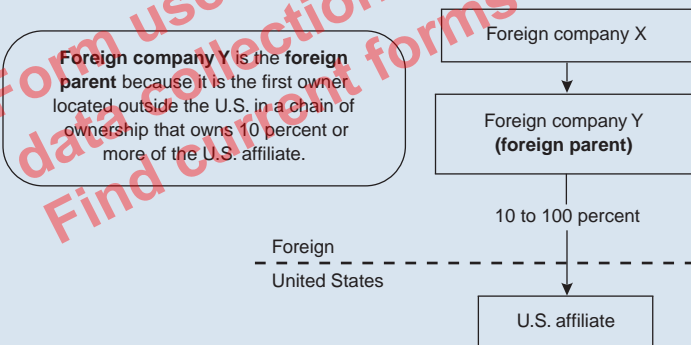 Form use
data collection
Find current forms
Foreign company Y is the foreign
parent because it is the first owner
located outside the U.S. in a chain of
ownership that owns 10 percent or
more of the U.S. affiliate.
Foreign company X
Foreign company Y
(foreign parent)
10 to 100 percent
Foreign
United States
U.S. affiliate